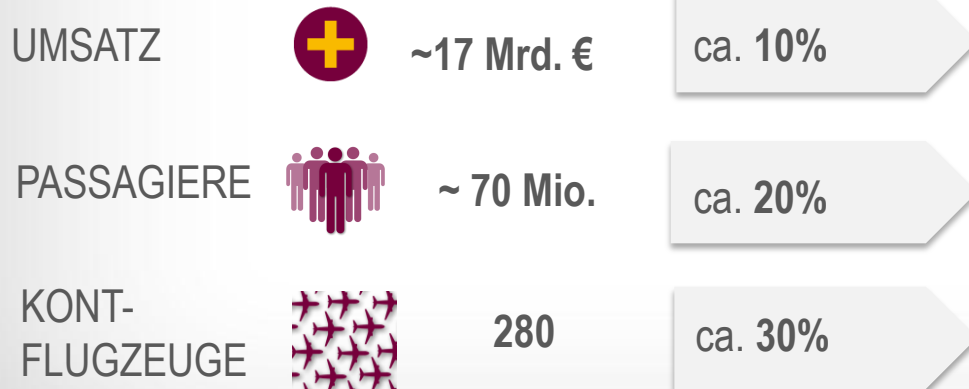 UMSATZ ~17 Mrd. € ca. 10%
PASSAGIERE ~ 70 Mio. ca. 20%
KONT-
FLUGZEUGE 280 ca. 30%